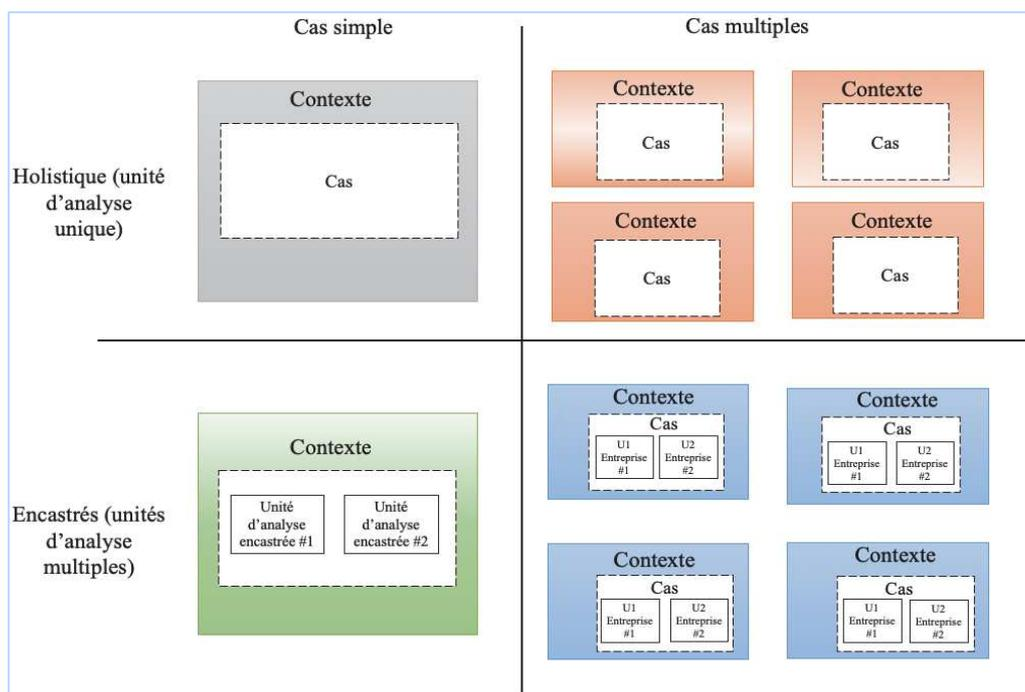 Cas simple
Cas multiples
Holistique (unité
d'analyse
unique)
Contexte
Cas
Contexte
Cas
Contexte
Cas
Contexte
Cas
Contexte
Cas
Encastrés (unités
d'analyse
multiples)
Contexte
Unité
d'analyse
encastrée #1
Unité
d'analyse
encastrée #2
Contexte
Cas
U1
Entreprise
#1
U2
Entreprise
#2
Contexte
Cas
U1
Entreprise
#1
U2
Entreprise
#2
Contexte
Cas
U1
Entreprise
#1
U2
Entreprise
#2
Contexte
Cas
U1
Entreprise
#1
U2
Entreprise
#2